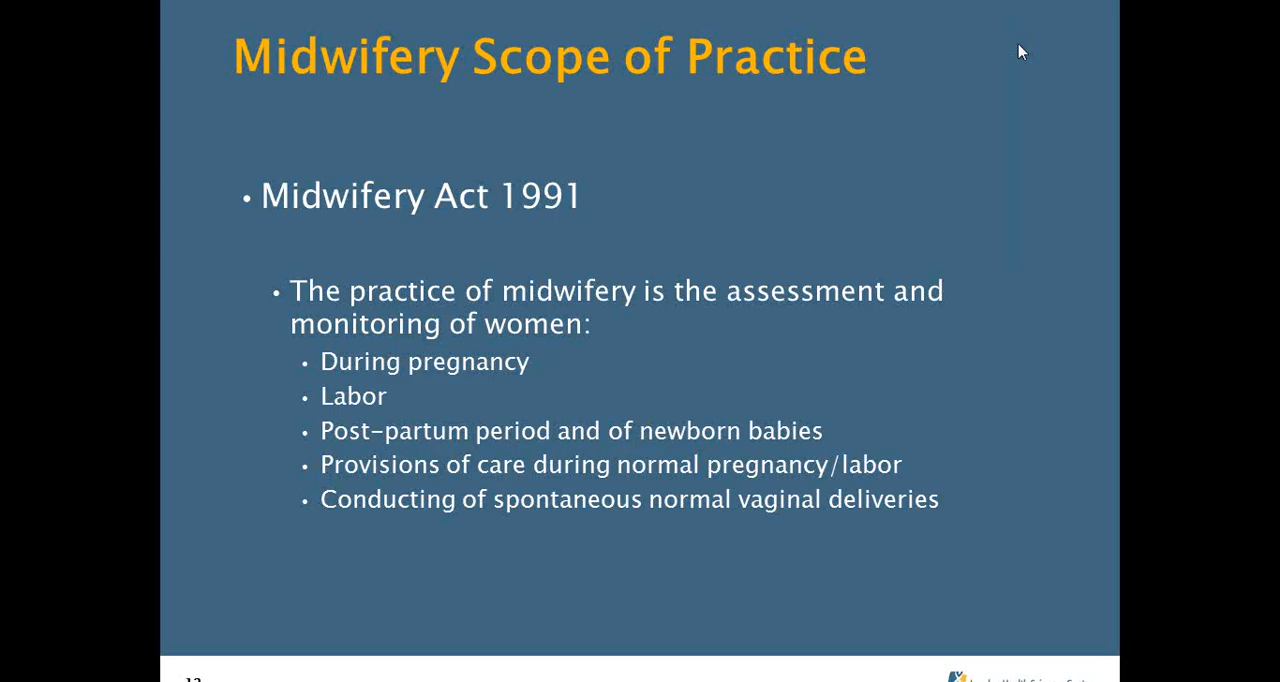 Midwifery Scope of Practice
• Midwifery Act 1991
• The practice of midwifery is the assessment and
monitoring of women:
• During pregnancy
• Labor
• Post-partum period and of newborn babies
• Provisions of care during normal pregnancy/labor
• Conducting of spontaneous normal vaginal deliveries